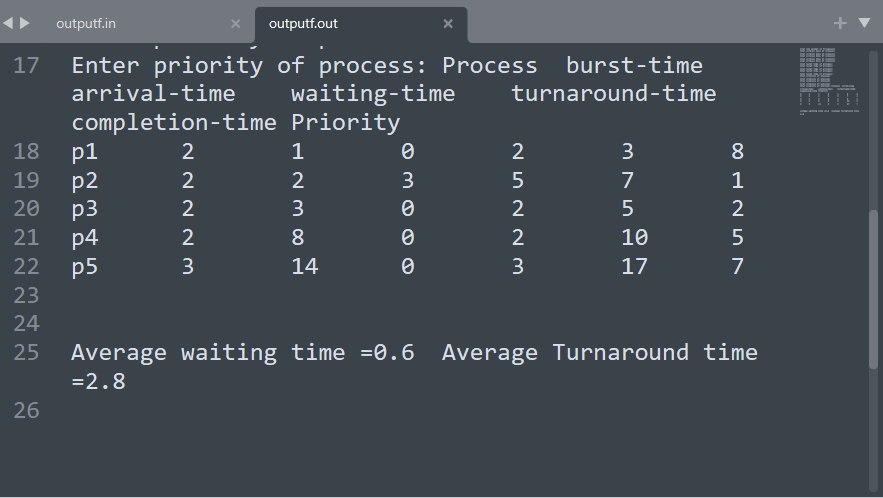 outputf.in × outputf.out ×
17 Enter priority of process: Process burst-time
arrival-time waiting-time turnaround-time
completion-time Priority
18 p1 2 1 0 2 3 8
19 p2 2 2 3 5 7 1
20 p3 2 3 0 2 5 2
21 p4 2 8 0 2 10 5
22 p5 3 14 0 3 17 7
23
24
25 Average waiting time =0.6 Average Turnaround time
=2.8
26